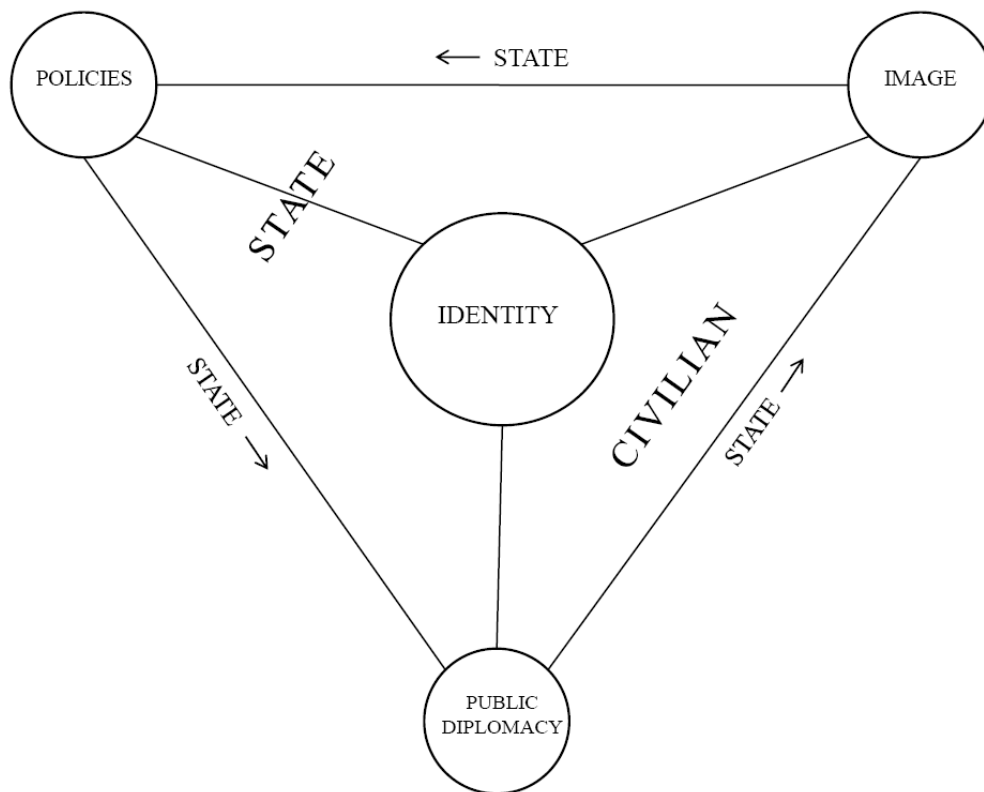 POLICIES
← STATE
IMAGE
STATE
IDENTITY
CIVILIAN
STATE →
STATE →
PUBLIC
DIPLOMACY